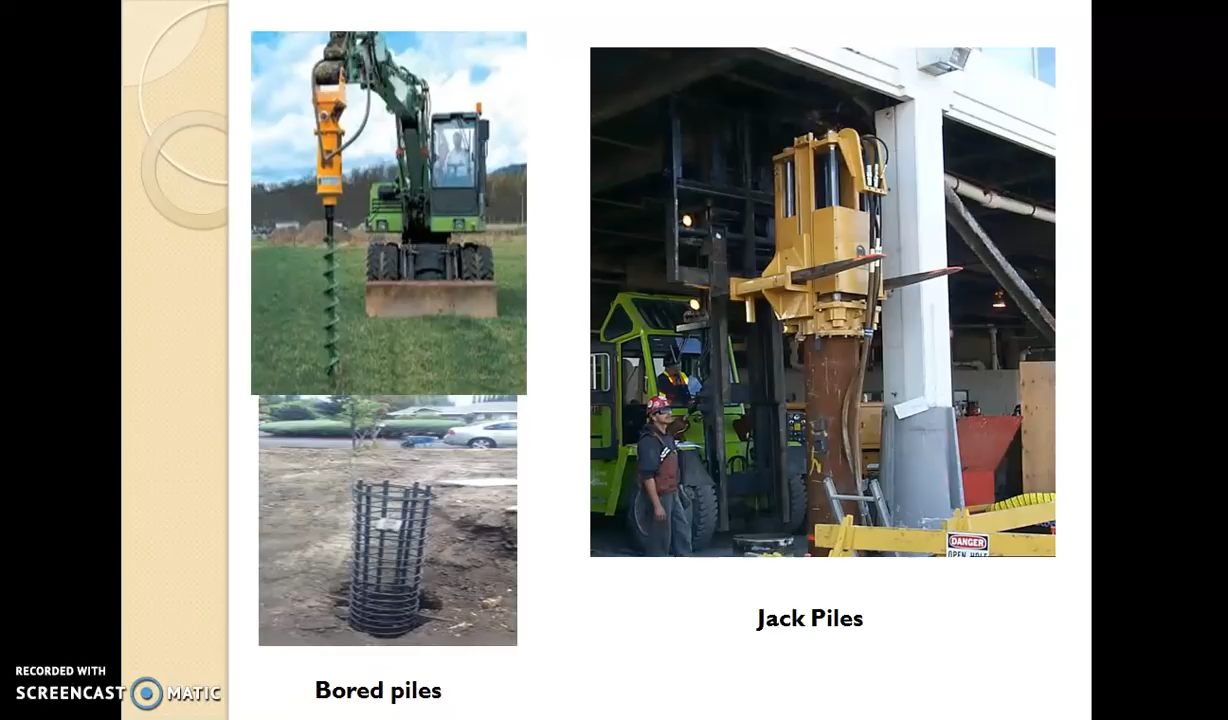 Bored piles
Jack Piles
DANGER
OPEN HOLE
RECORDED WITH
SCREENCAST MATIC